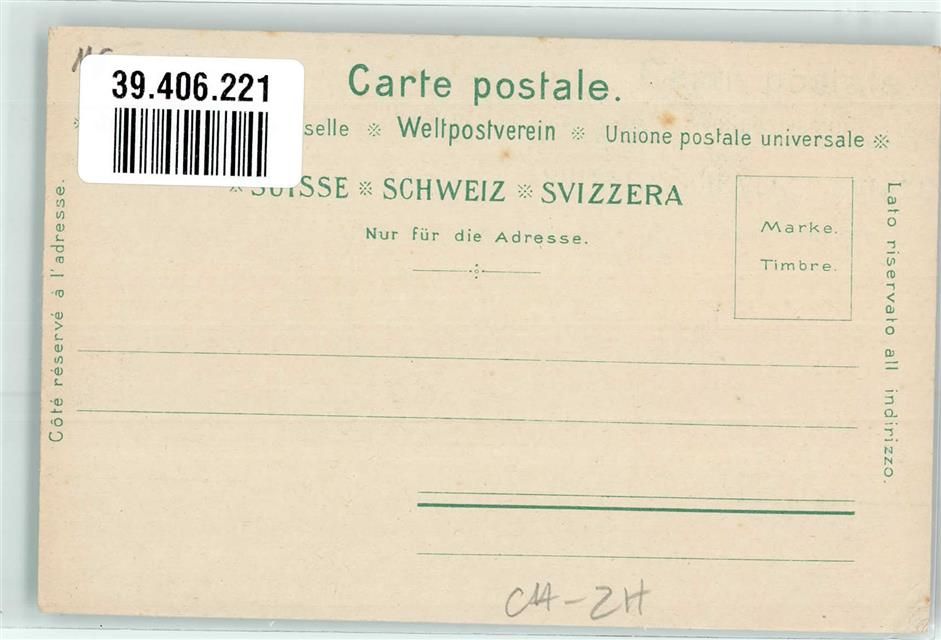 39.406.221
Carte postale.
selle ※ Weltpostverein ※ Unione postale universale ※
※ SUISSE ※ SCHWEIZ ※ SVIZZERA
Nur für die Adresse.
Marke.
Timbre.
Côté réservé à l'adresse.
Lato riservato all indirizzo.
CH-ZH